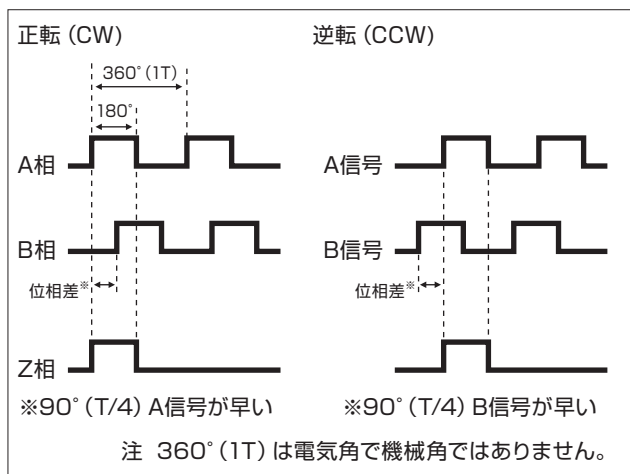 正転(CW)
逆転(CCW)
360°(1T)
180°
A相
B相
位相差※
Z相
A信号
B信号
位相差※
※90°(T/4) A信号が早い
※90°(T/4) B信号が早い
注 360°(1T)は電気角で機械角ではありません。